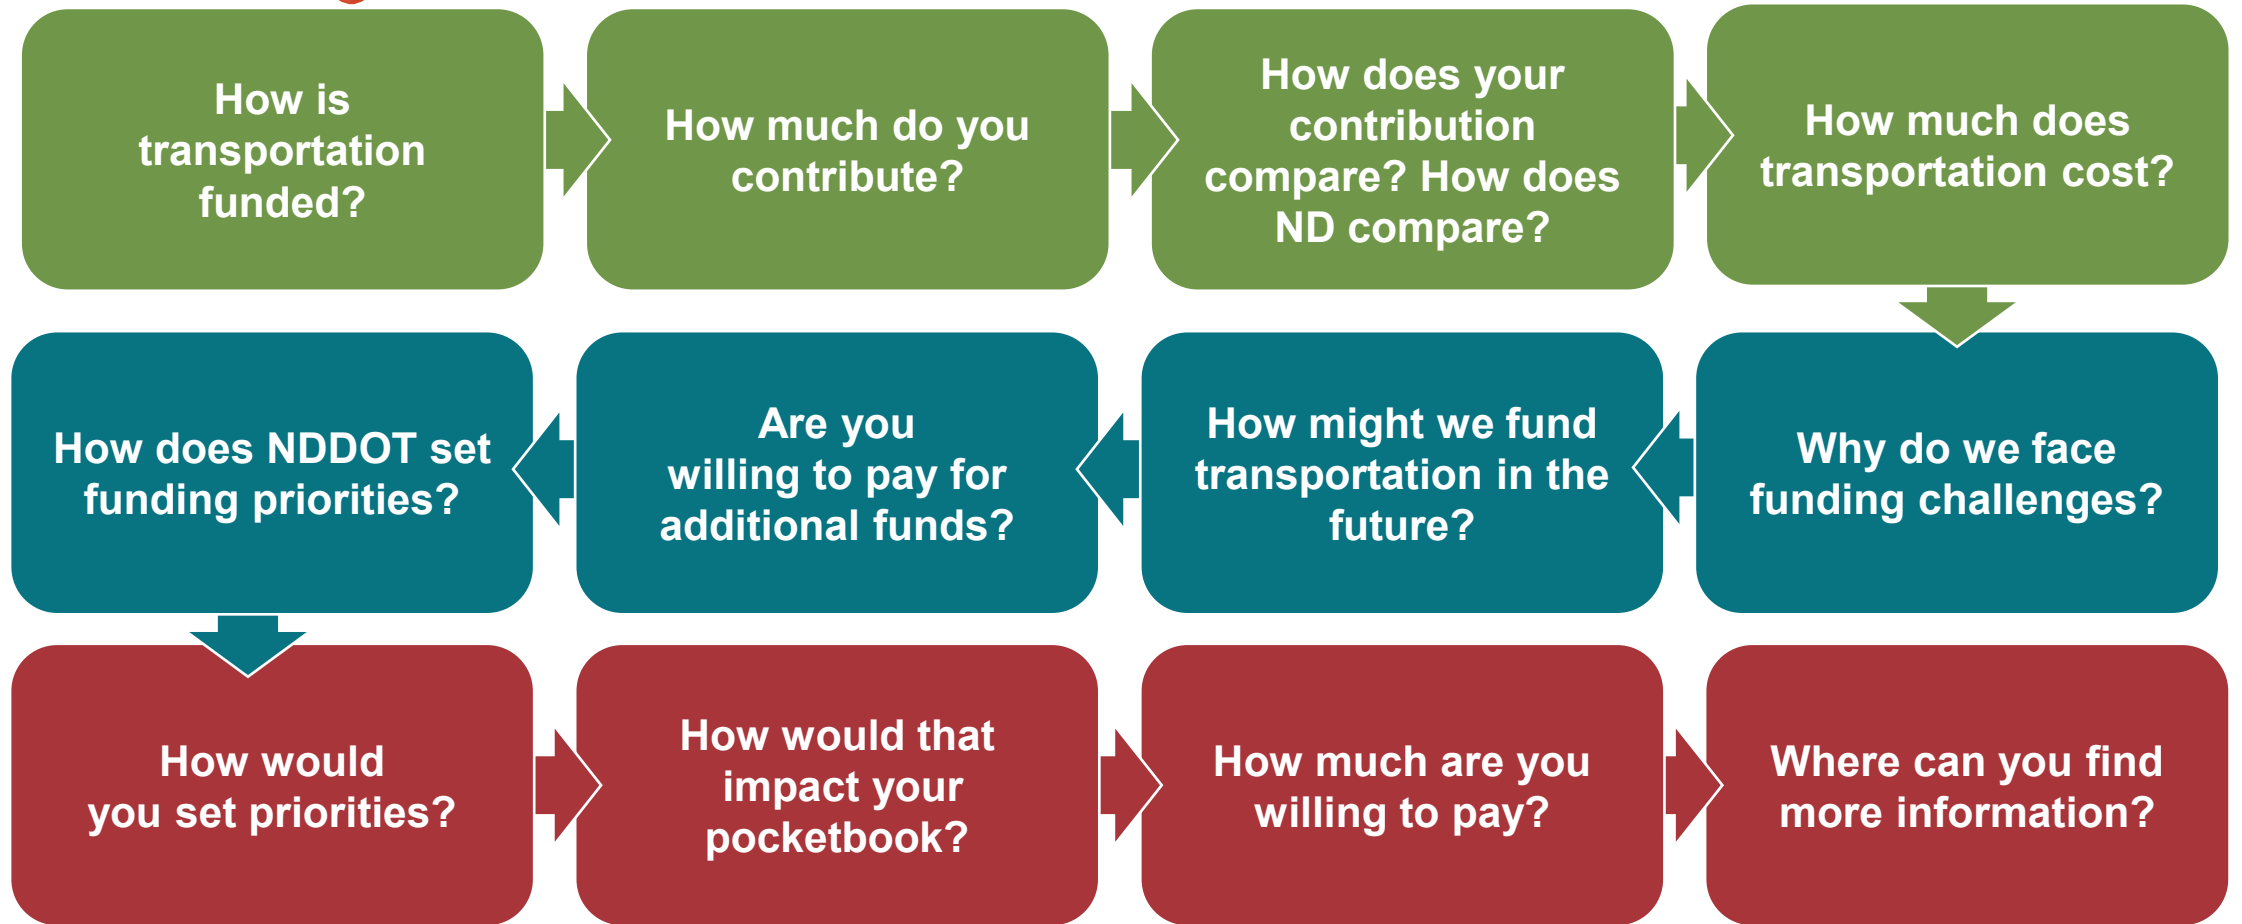 How is
transportation
funded?
How much do you
contribute?
How does your
contribution
compare? How does
ND compare?
How much does
transportation cost?
Why do we face
funding challenges?
How might we fund
transportation in the
future?
Are you
willing to pay for
additional funds?
How does NDDOT set
funding priorities?
How would
you set priorities?
How would that
impact your
pocketbook?
How much are you
willing to pay?
Where can you find
more information?